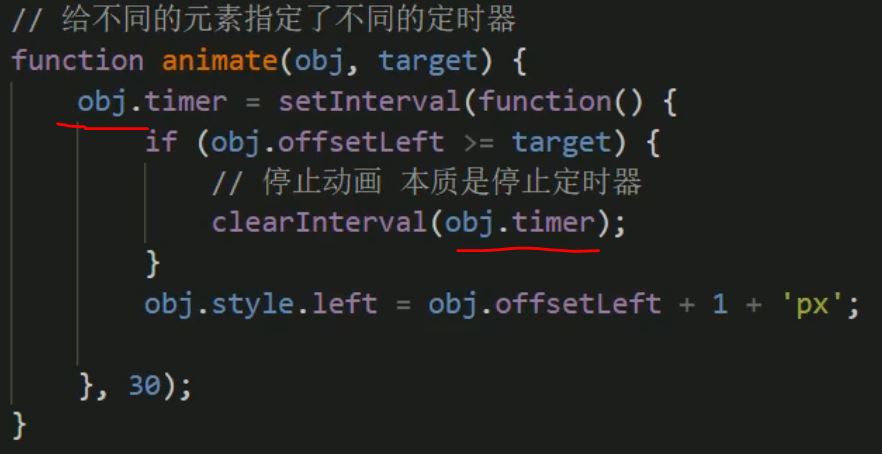 // 给不同的元素指定了不同的定时器
function animate(obj, target) {
obj.timer = setInterval(function() {
if (obj.offsetLeft >= target) {
// 停止动画 本质是停止定时器
clearInterval(obj.timer);
}
obj.style.left = obj.offsetLeft + 1 + 'px';
}, 30);
}